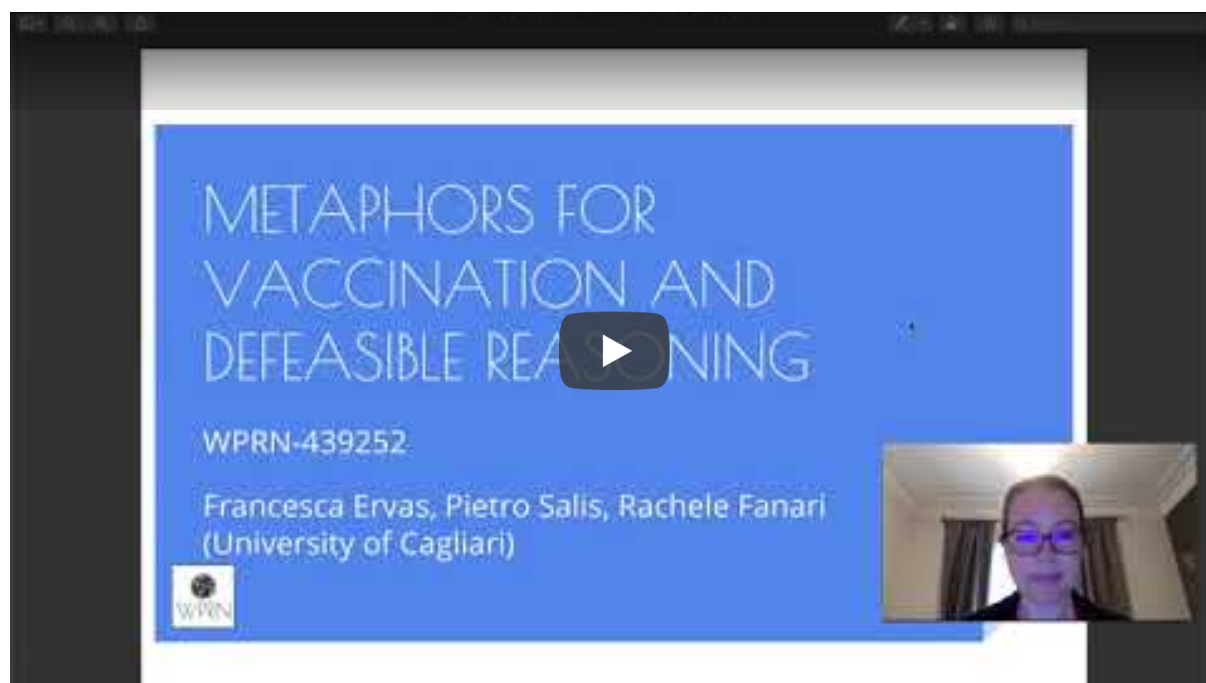 METAPHORS FOR
VACCINATION AND
DEFEASIBLE REASONING
WPRN-439252
Francesca Ervas, Pietro Salis, Rachele Fanari
(University of Cagliari)
WPRN